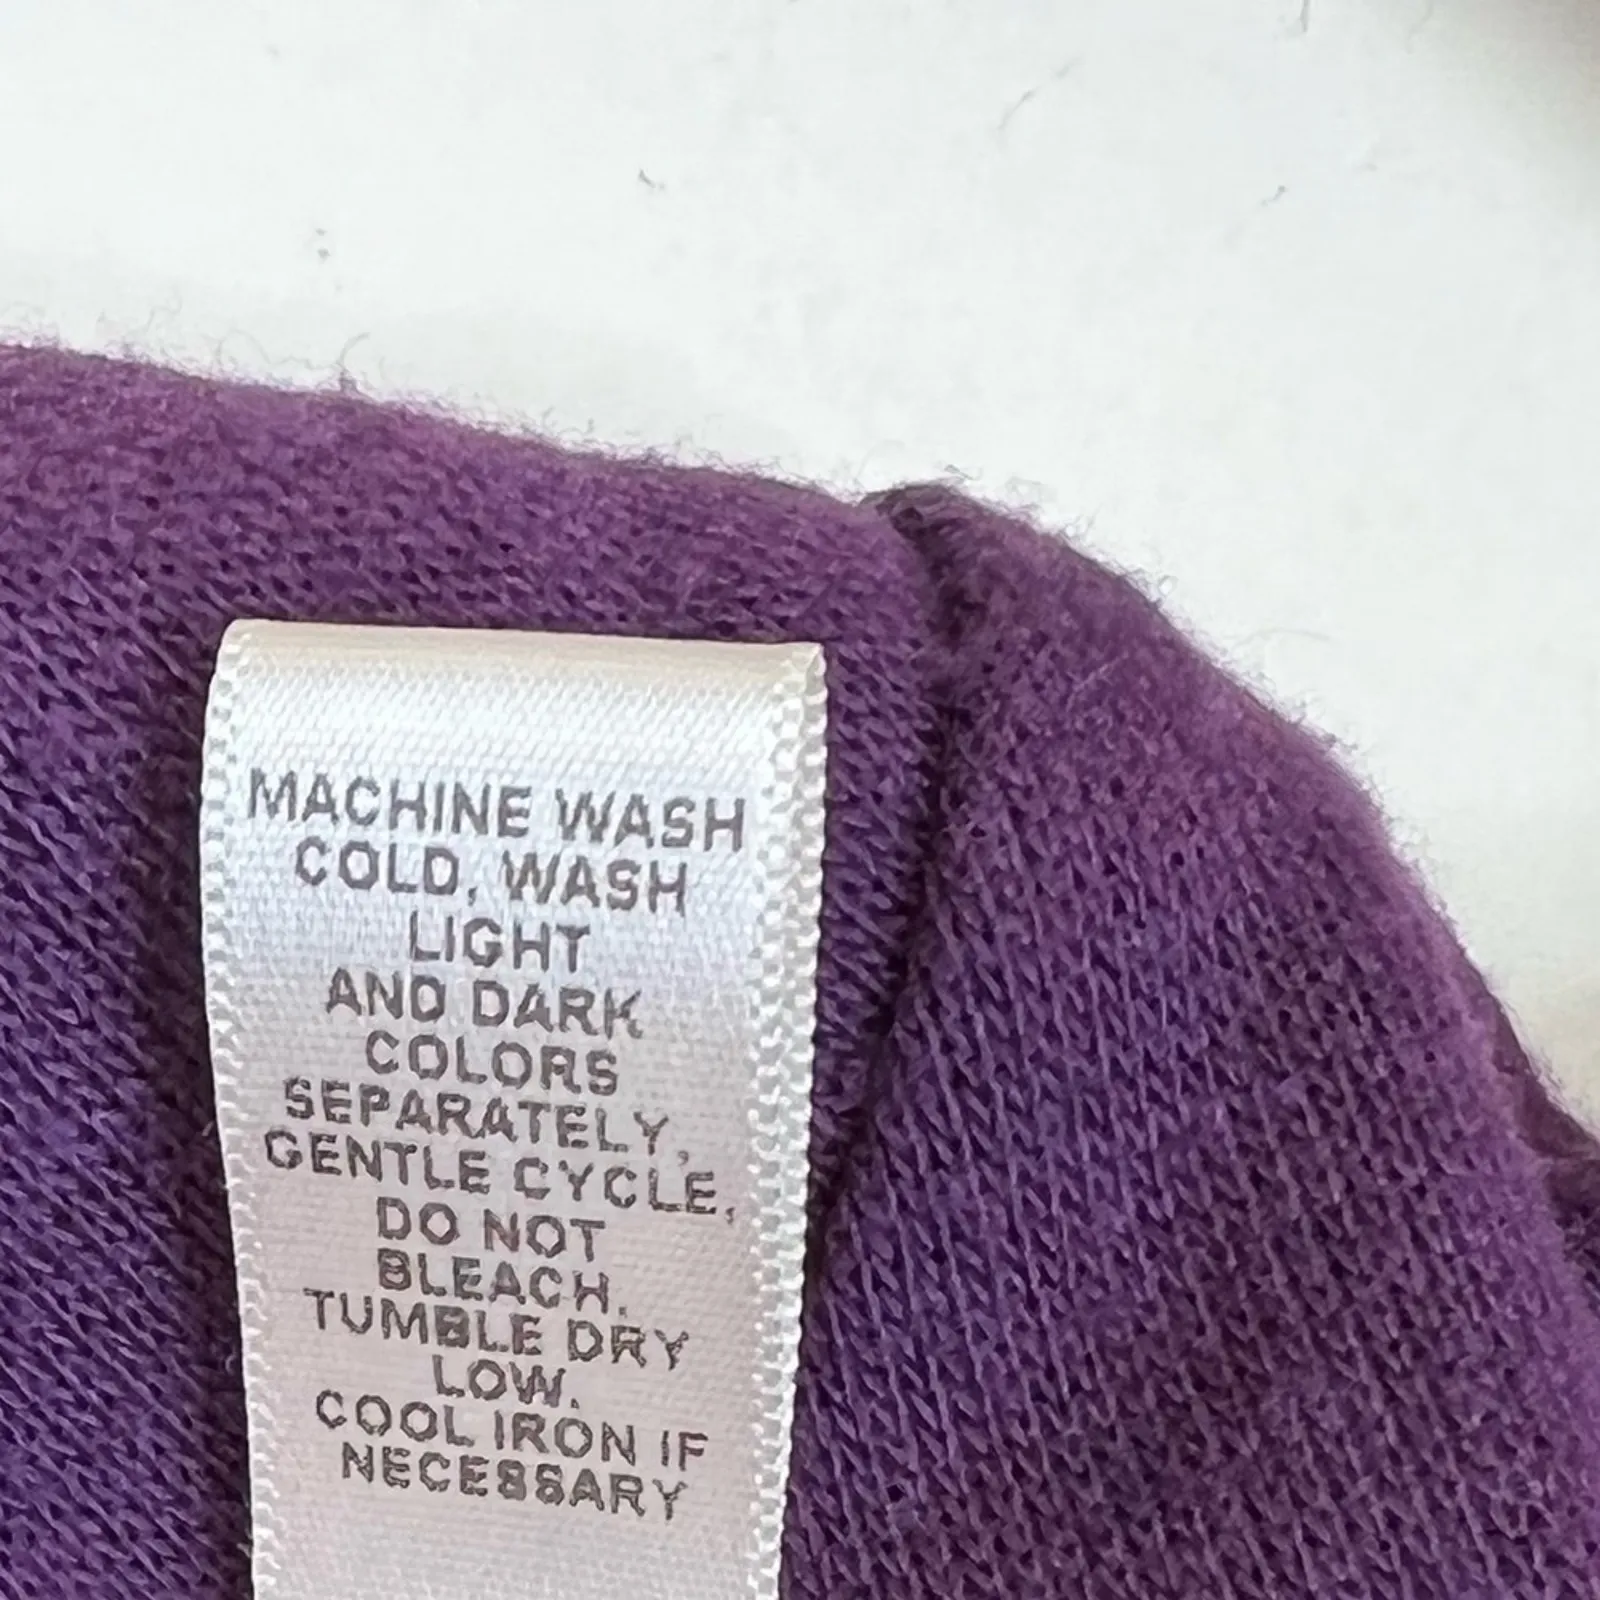 MACHINE WASH
COLD, WASH
LIGHT
AND DARK
COLORS
SEPARATELY,
GENTLE CYCLE,
DO NOT
BLEACH.
TUMBLE DRY
LOW.
COOL IRON IF
NECESSARY